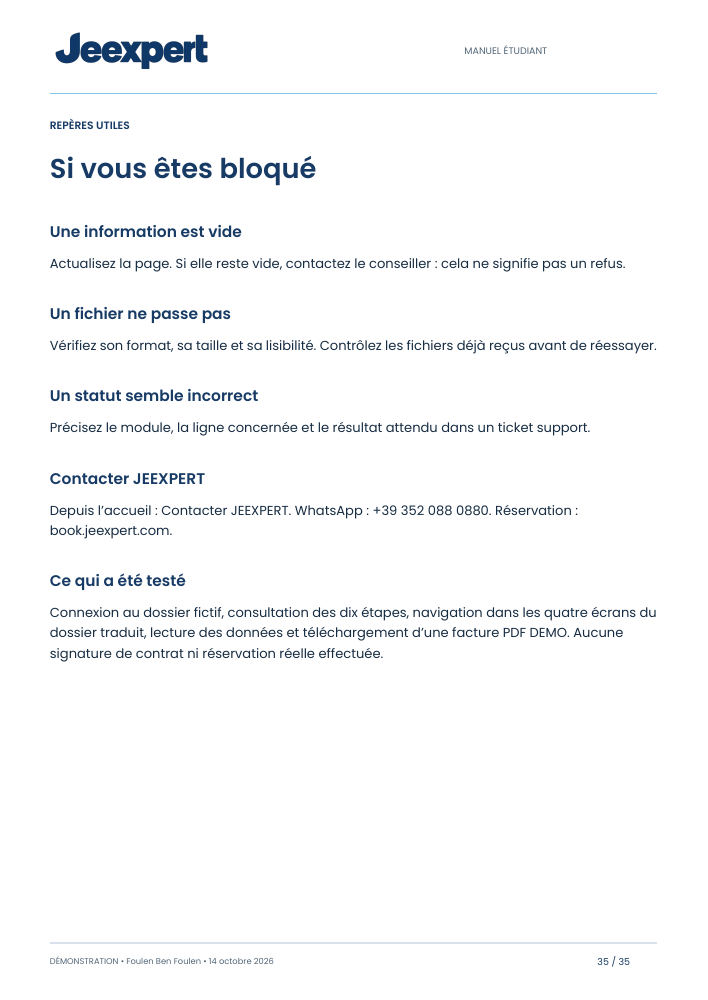 Jeexpert
MANUEL ÉTUDIANT
REPÈRES UTILES
Si vous êtes bloqué
Une information est vide
Actualisez la page. Si elle reste vide, contactez le conseiller : cela ne signifie pas un refus.
Un fichier ne passe pas
Vérifiez son format, sa taille et sa lisibilité. Contrôlez les fichiers déjà reçus avant de réessayer.
Un statut semble incorrect
Précisez le module, la ligne concernée et le résultat attendu dans un ticket support.
Contacter JEEXPERT
Depuis l’accueil : Contacter JEEXPERT. WhatsApp : +39 352 088 0880. Réservation :
book.jeexpert.com.
Ce qui a été testé
Connexion au dossier fictif, consultation des dix étapes, navigation dans les quatre écrans du
dossier traduit, lecture des données et téléchargement d’une facture PDF DEMO. Aucune
signature de contrat ni réservation réelle effectuée.
DÉMONSTRATION • Foulen Ben Foulen • 14 octobre 2026
35 / 35